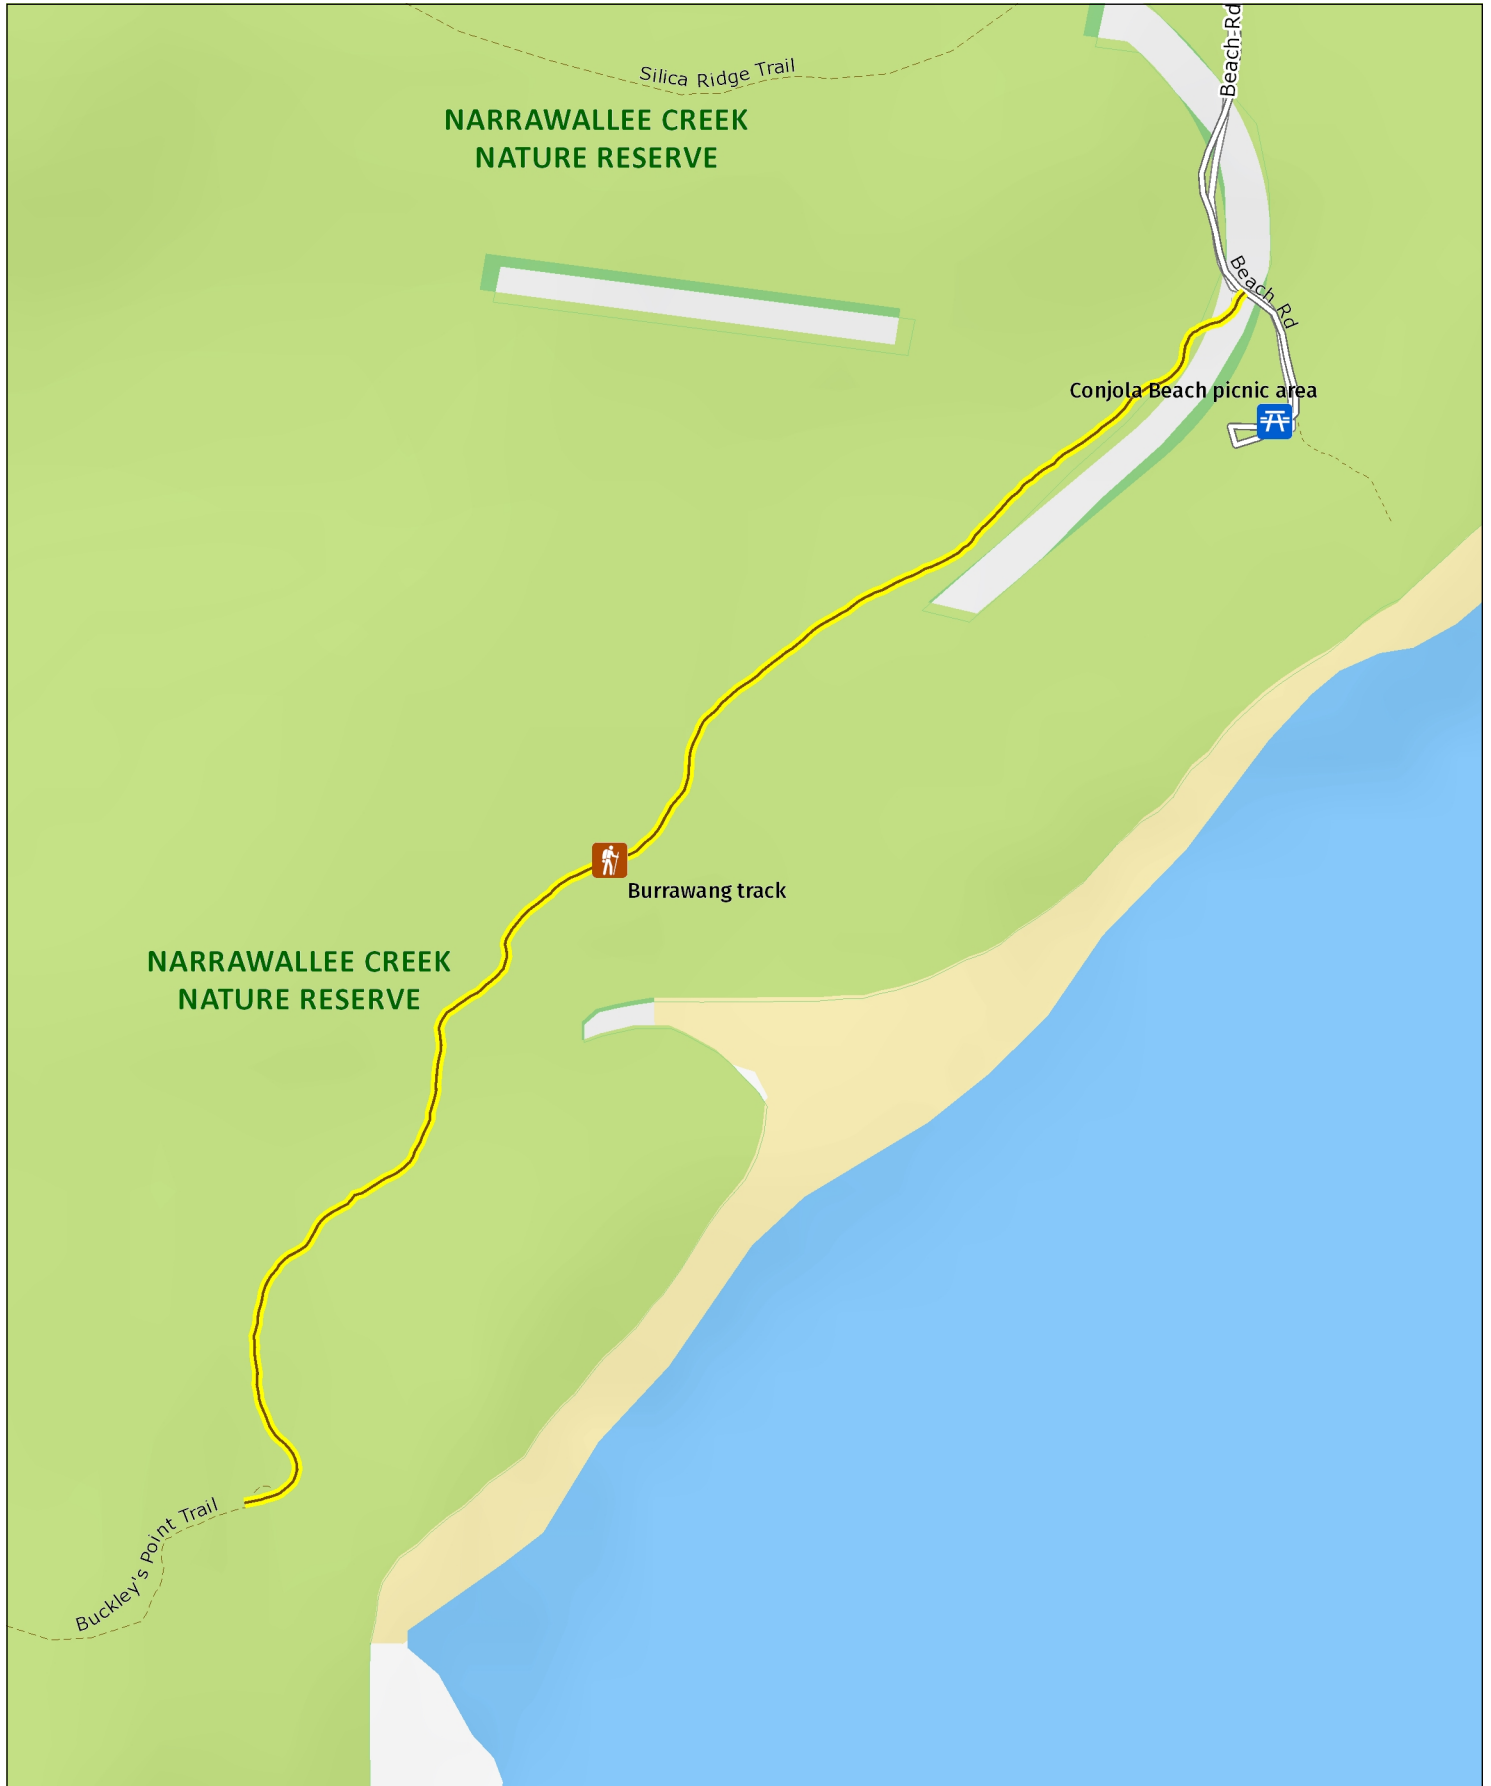 Beach Rd
Silica Ridge Trail
NARRAWALLEE CREEK
NATURE RESERVE
Beach Rd
Conjola Beach picnic area
Burrawang track
NARRAWALLEE CREEK
NATURE RESERVE
Buckley's Point Trail